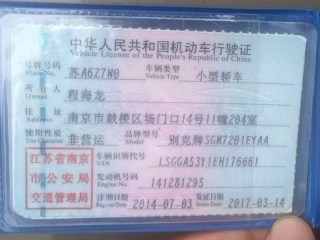 中华人民共和国机动车行驶证
Vehicle License of the People's Republic of China
号牌号码 苏A627N0 车辆类型 小型轿车
Plate No. Vehicle Type
所有人 程海龙
Owner
住址 南京市鼓楼区场门口14号11幢204室
Address
使用性质 非营运 品牌型号 别克牌SGM7201EYAA
Use Character Model
江苏省南京市公安局交通管理局
车辆识别代号 LSGGA53Y1EH176661
VIN
发动机号码 141281295
Engine No.
注册日期 2014-07-03 发证日期 2017-03-14
Register Date Issue Date